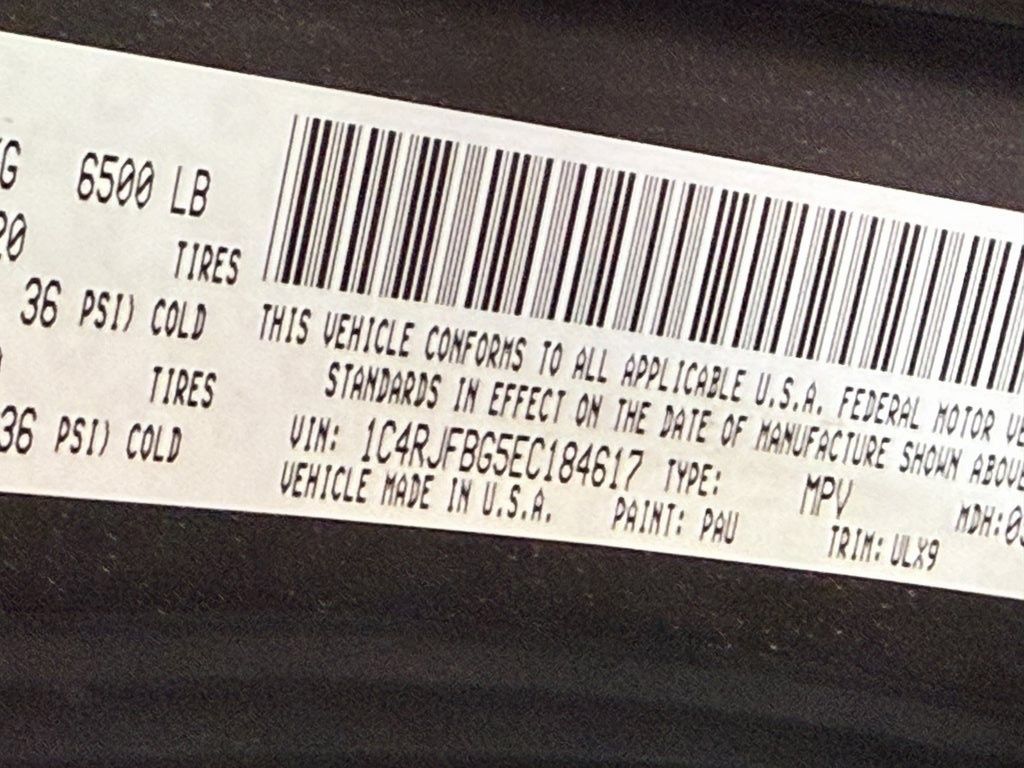 6500 LB
TIRES
36 PSI) COLD
TIRES
36 PSI) COLD
THIS VEHICLE CONFORMS TO ALL APPLICABLE U.S.A. FEDERAL MOTOR
STANDARDS IN EFFECT ON THE DATE OF MANUFACTURE SHOWN ABOVE
VIN: 1C4RJFBG5EC184617 TYPE: MPV MDH:
VEHICLE MADE IN U.S.A. PAINT: PAU TRIM: ULX9